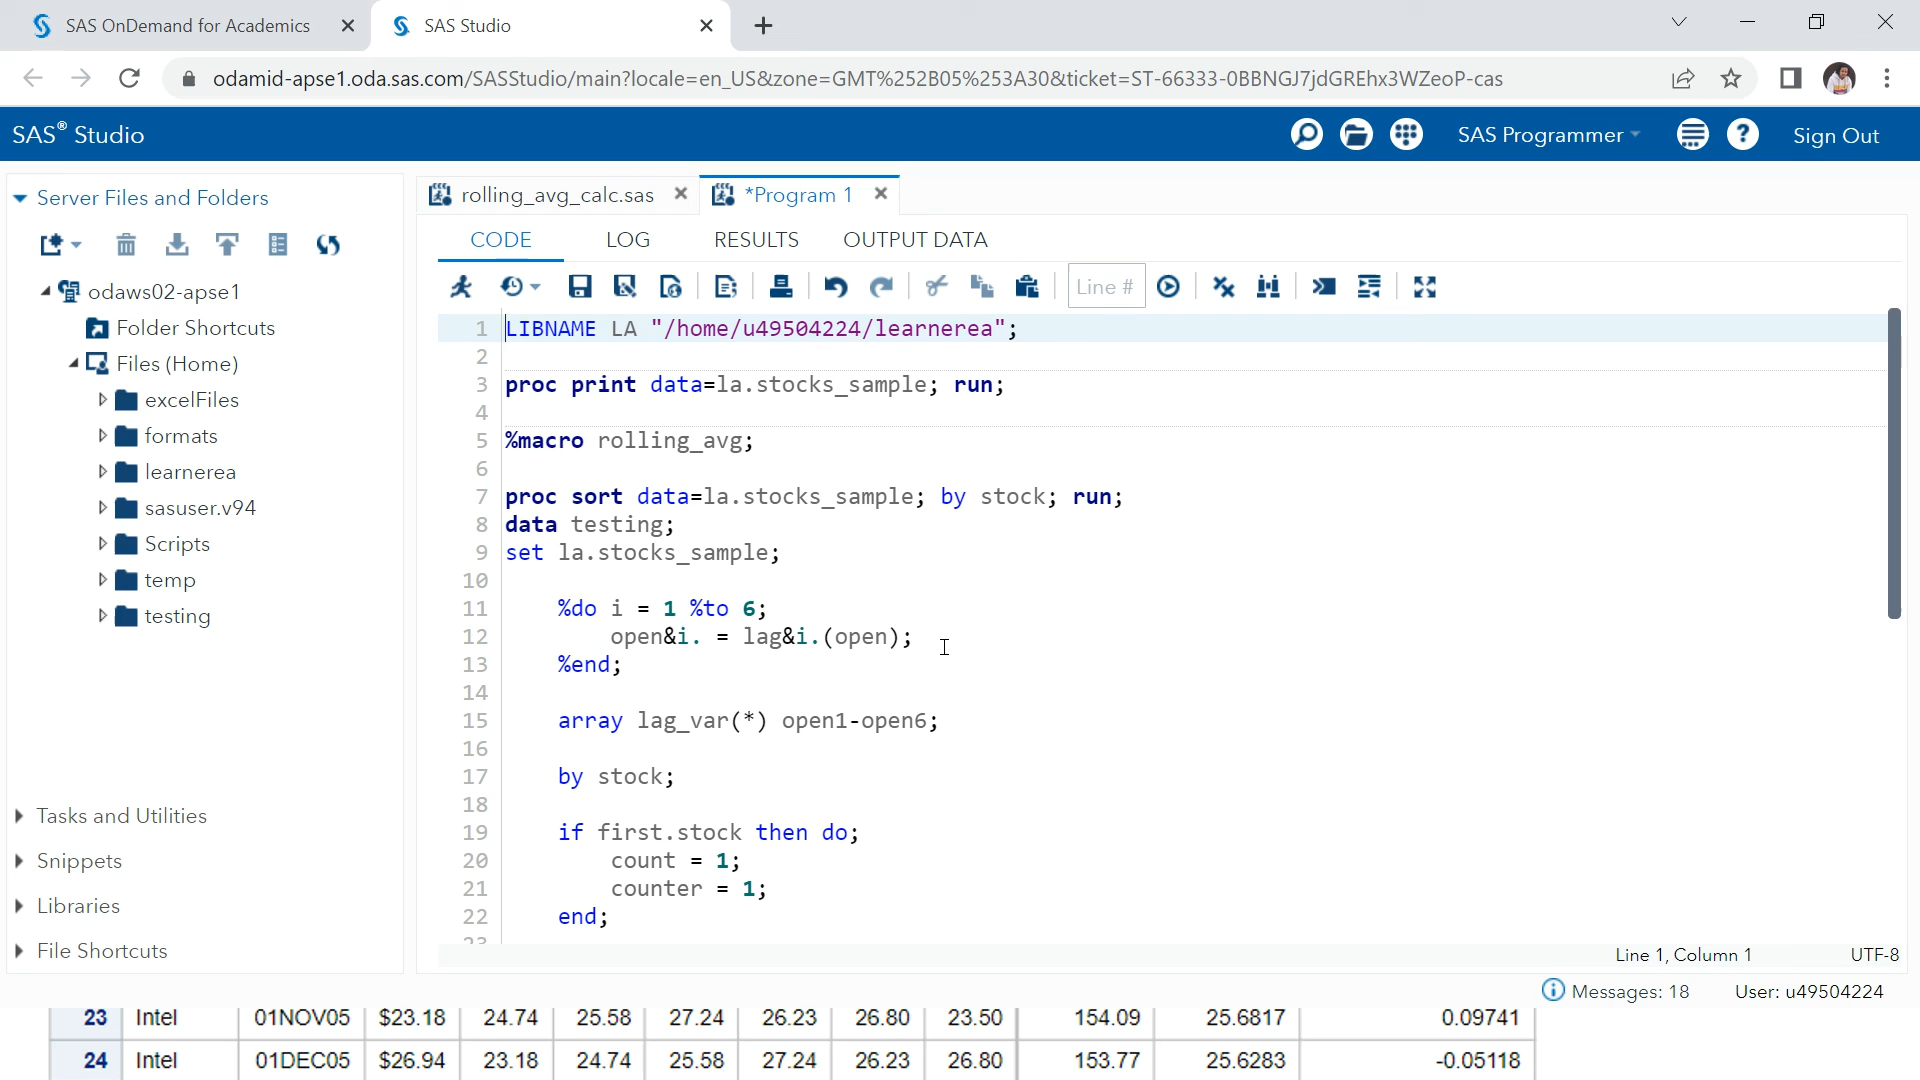 SAS OnDemand for Academics
SAS Studio
odamid-apse1.oda.sas.com/SASStudio/main?locale=en_US&zone=GMT%252B05%253A30&ticket=ST-66333-0BBNGJ7jdGREhx3WZeoP-cas
SAS® Studio
SAS Programmer
Sign Out
Server Files and Folders
odaws02-apse1
Folder Shortcuts
Files (Home)
excelFiles
formats
learnerea
sasuser.v94
Scripts
temp
testing
Tasks and Utilities
Snippets
Libraries
File Shortcuts
rolling_avg_calc.sas
*Program 1
CODE LOG RESULTS OUTPUT DATA
Line #
1 LIBNAME LA "/home/u49504224/learnerea";
2
3 proc print data=la.stocks_sample; run;
4
5 %macro rolling_avg;
6
7 proc sort data=la.stocks_sample; by stock; run;
8 data testing;
9 set la.stocks_sample;
10
11 %do i = 1 %to 6;
12 open&i. = lag&i.(open);
13 %end;
14
15 array lag_var(*) open1-open6;
16
17 by stock;
18
19 if first.stock then do;
20 count = 1;
21 counter = 1;
22 end;
23
Line 1, Column 1 UTF-8
Messages: 18 User: u49504224
23 Intel 01NOV05 $23.18 24.74 25.58 27.24 26.23 26.80 23.50 154.09 25.6817 0.09741
24 Intel 01DEC05 $26.94 23.18 24.74 25.58 27.24 26.23 26.80 153.77 25.6283 -0.05118